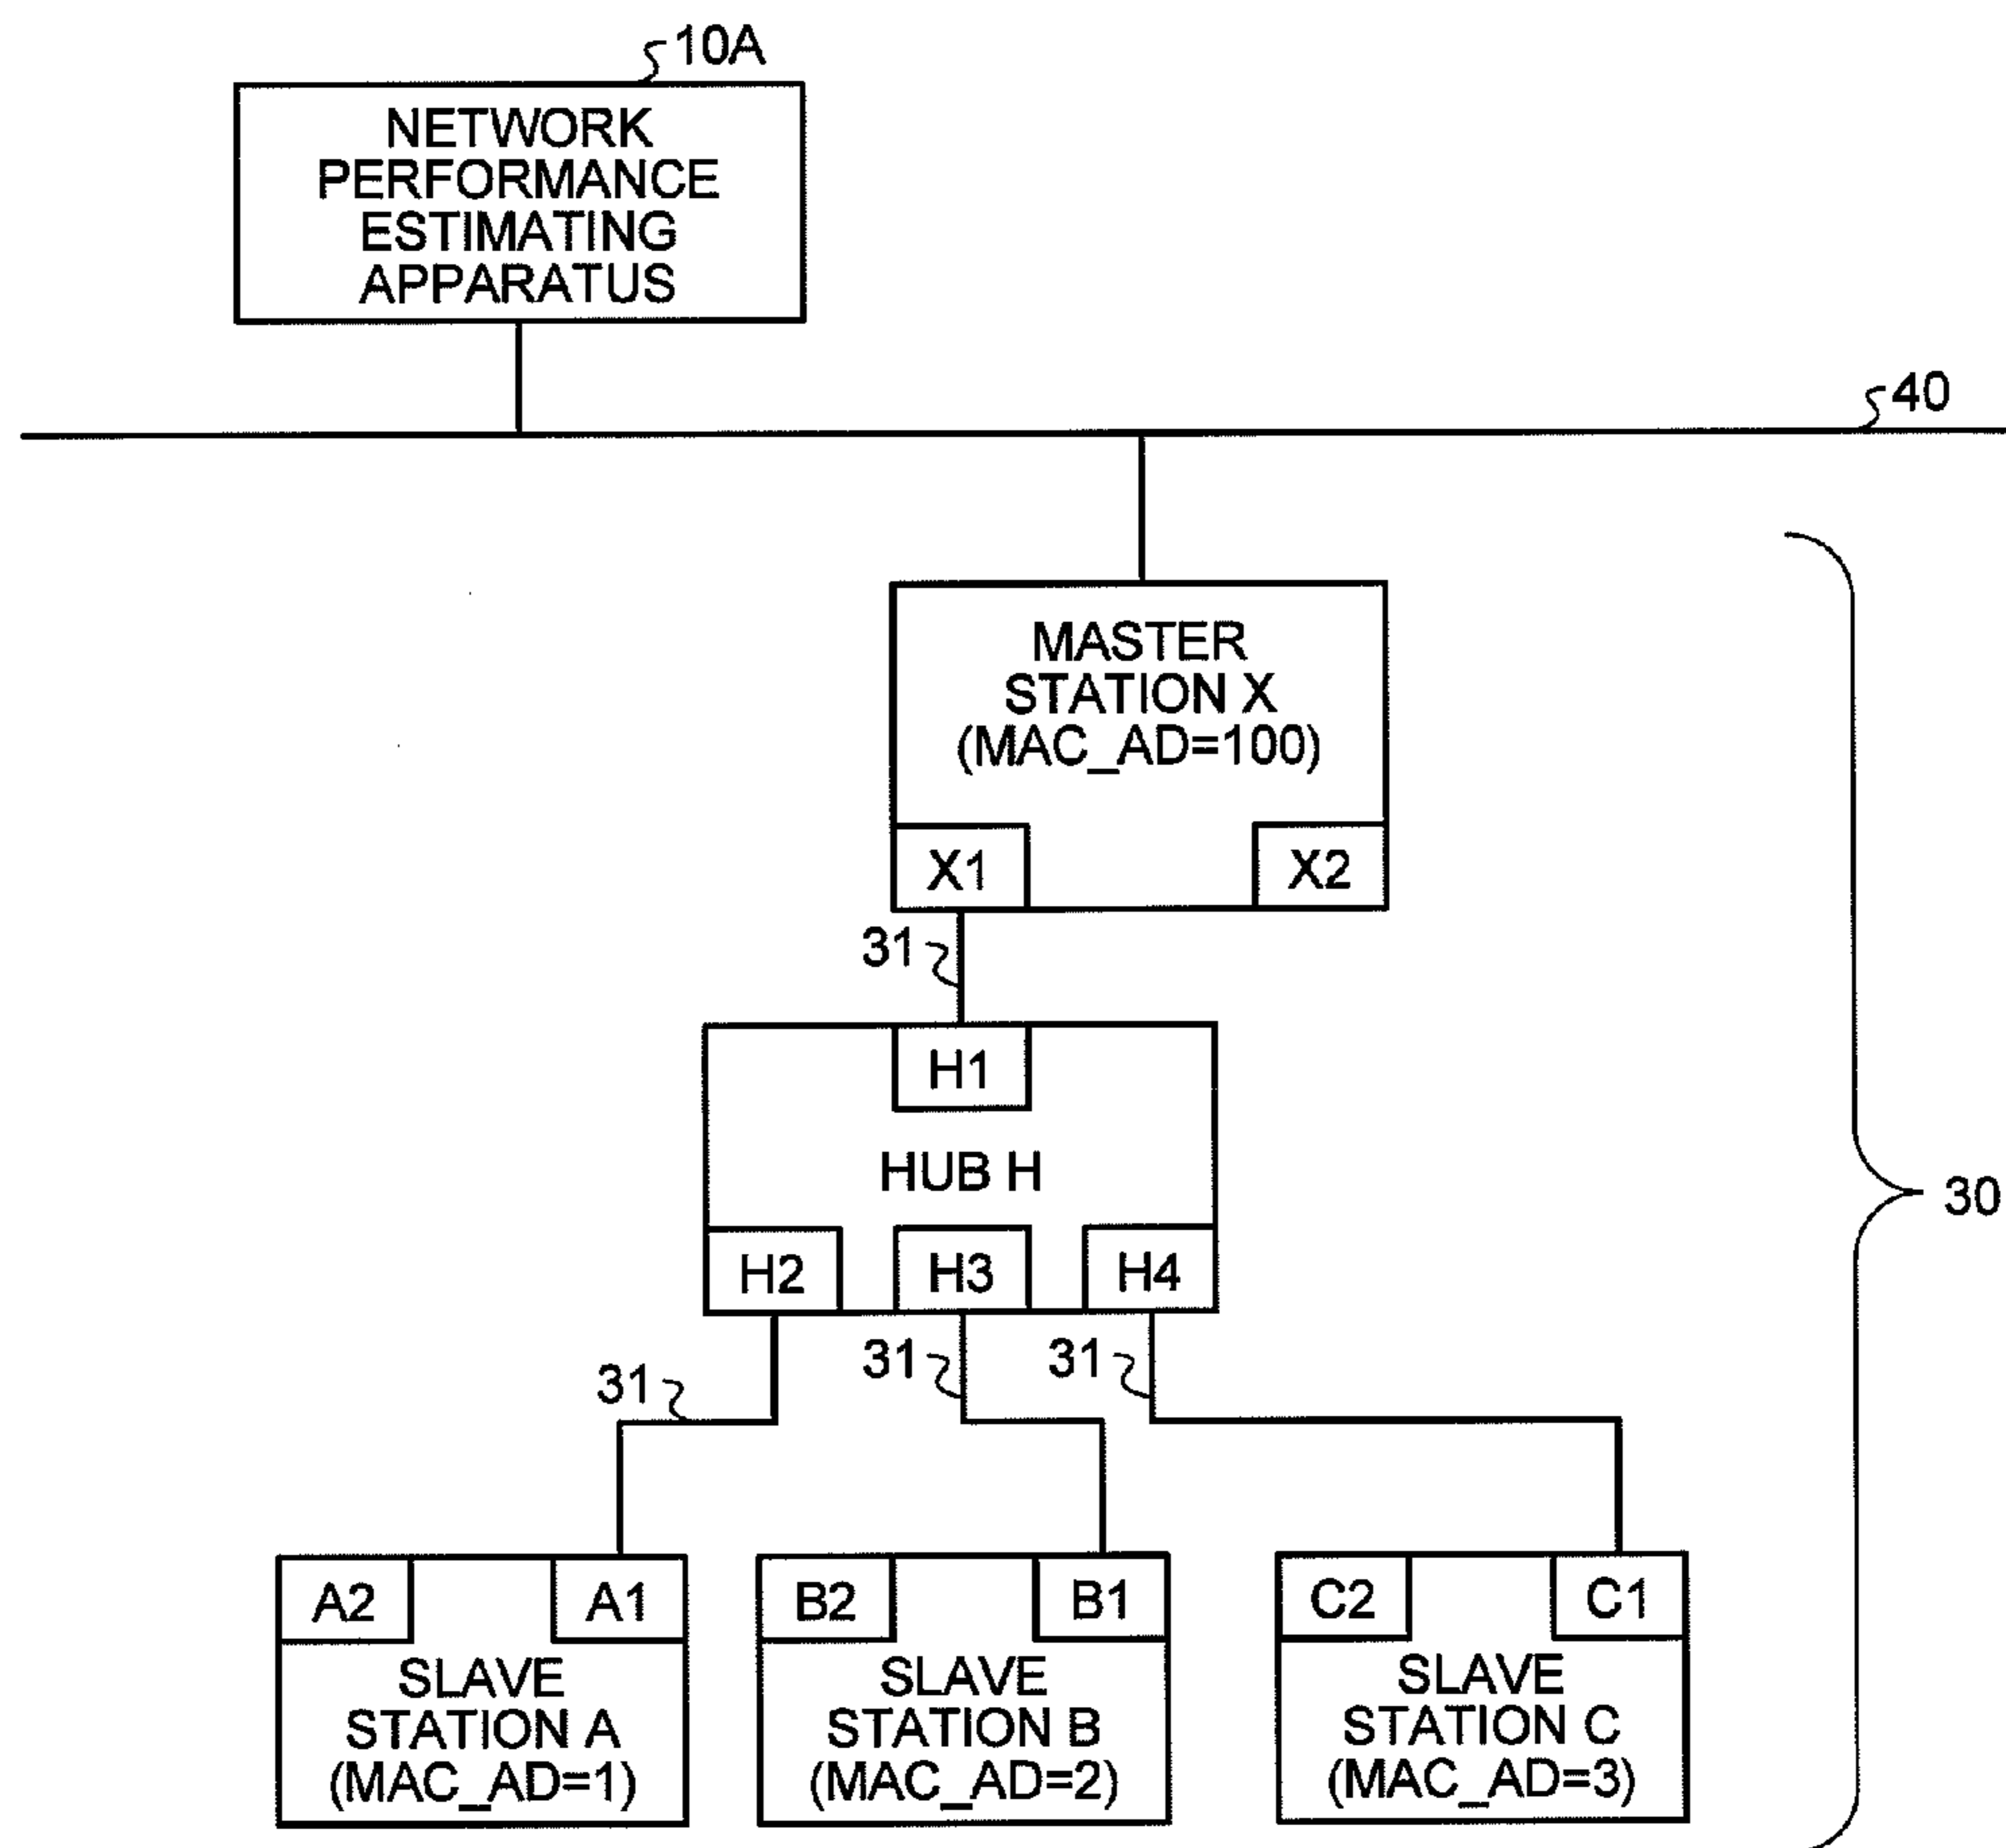 10A
NETWORK
PERFORMANCE
ESTIMATING
APPARATUS
40
MASTER
STATION X
(MAC_AD=100)
X1
X2
31
H1
HUB H
30
H2
H3
H4
31
31
31
A2
A1
B2
B1
C2
C1
SLAVE
STATION A
(MAC_AD=1)
SLAVE
STATION B
(MAC_AD=2)
SLAVE
STATION C
(MAC_AD=3)